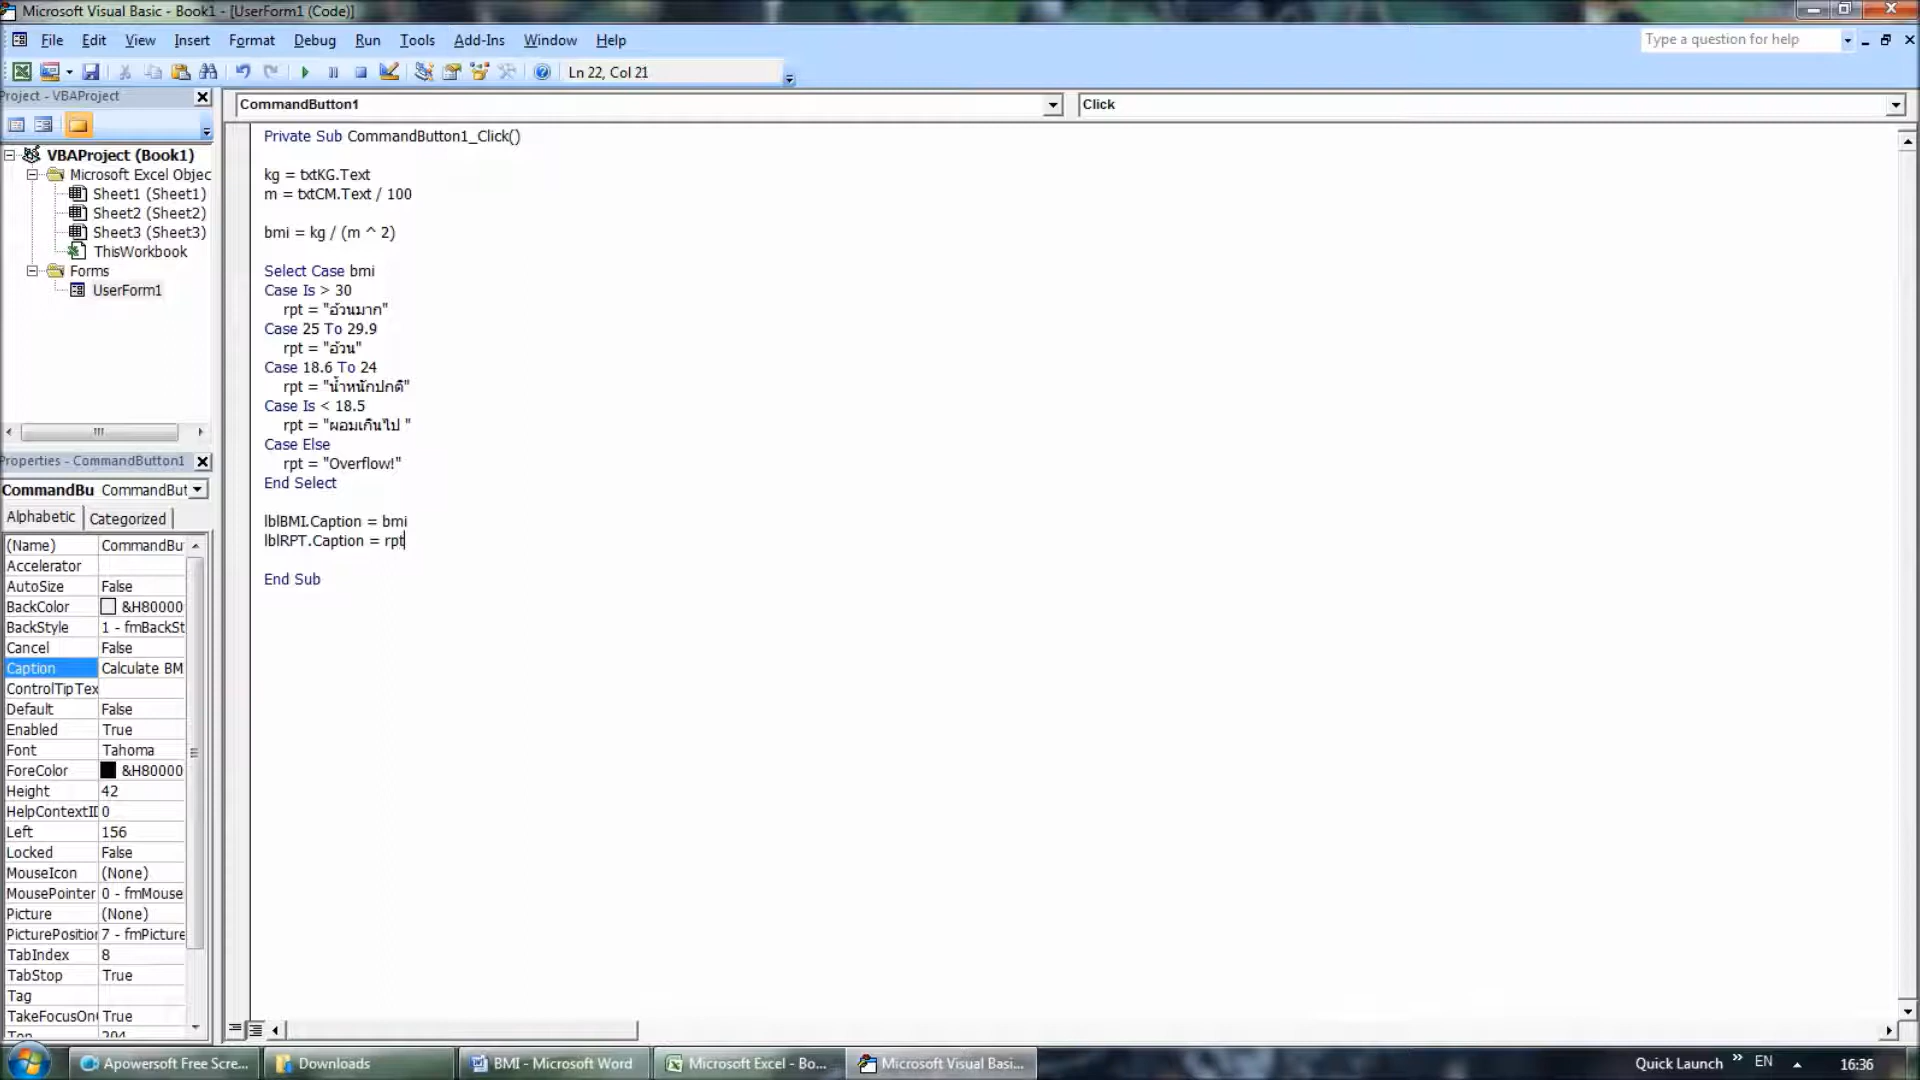 Microsoft Visual Basic - Book1 - [UserForm1 (Code)]
File Edit View Insert Format Debug Run Tools Add-Ins Window Help
Type a question for help
Ln 22, Col 21
Project - VBAProject
CommandButton1
Click
VBAProject (Book1)
Microsoft Excel Objec
Sheet1 (Sheet1)
Sheet2 (Sheet2)
Sheet3 (Sheet3)
ThisWorkbook
Forms
UserForm1
Private Sub CommandButton1_Click()
kg = txtKG.Text
m = txtCM.Text / 100
bmi = kg / (m ^ 2)
Select Case bmi
Case Is > 30
rpt = "อ้วนมาก"
Case 25 To 29.9
rpt = "อ้วน"
Case 18.6 To 24
rpt = "น้ำหนักปกติ"
Case Is < 18.5
rpt = "ผอมเกินไป "
Case Else
rpt = "Overflow!"
End Select
lblBMI.Caption = bmi
lblRPT.Caption = rpt
End Sub
Properties - CommandButton1
CommandBu CommandBut
Alphabetic Categorized
(Name) CommandBu
Accelerator
AutoSize False
BackColor &H80000
BackStyle 1 - fmBackSt
Cancel False
Caption Calculate BM
ControlTipTex
Default False
Enabled True
Font Tahoma
ForeColor &H80000
Height 42
HelpContextID 0
Left 156
Locked False
MouseIcon (None)
MousePointer 0 - fmMouse
Picture (None)
PicturePosition 7 - fmPicture
TabIndex 8
TabStop True
Tag
TakeFocusOn True
Top 204
Apowersoft Free Scre...
Downloads
BMI - Microsoft Word
Microsoft Excel - Bo...
Microsoft Visual Basi...
Quick Launch
EN
16:36